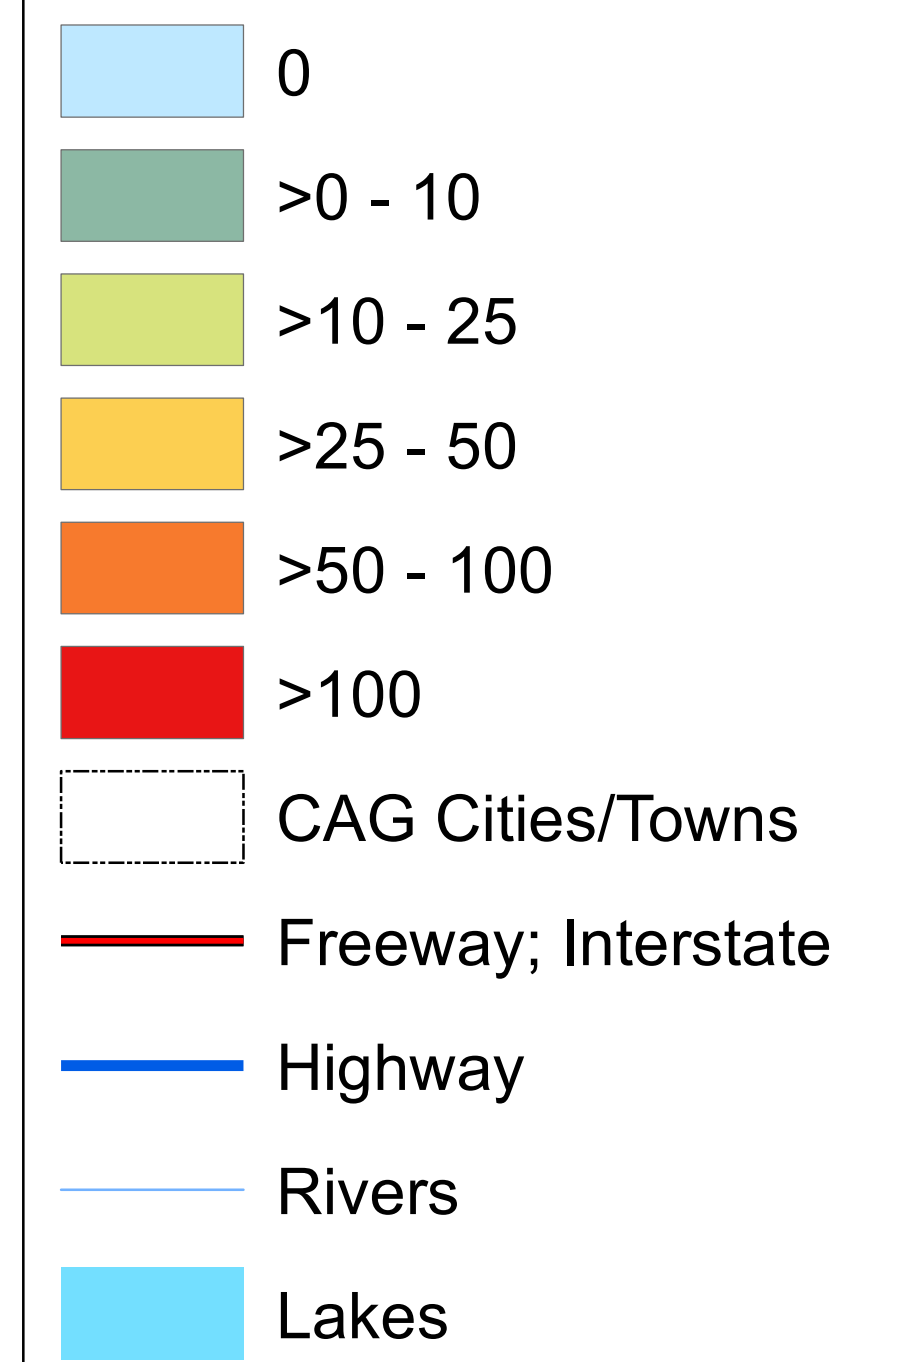 0
>0 - 10
>10 - 25
>25 - 50
>50 - 100
>100
CAG Cities/Towns
Freeway; Interstate
Highway
Rivers
Lakes